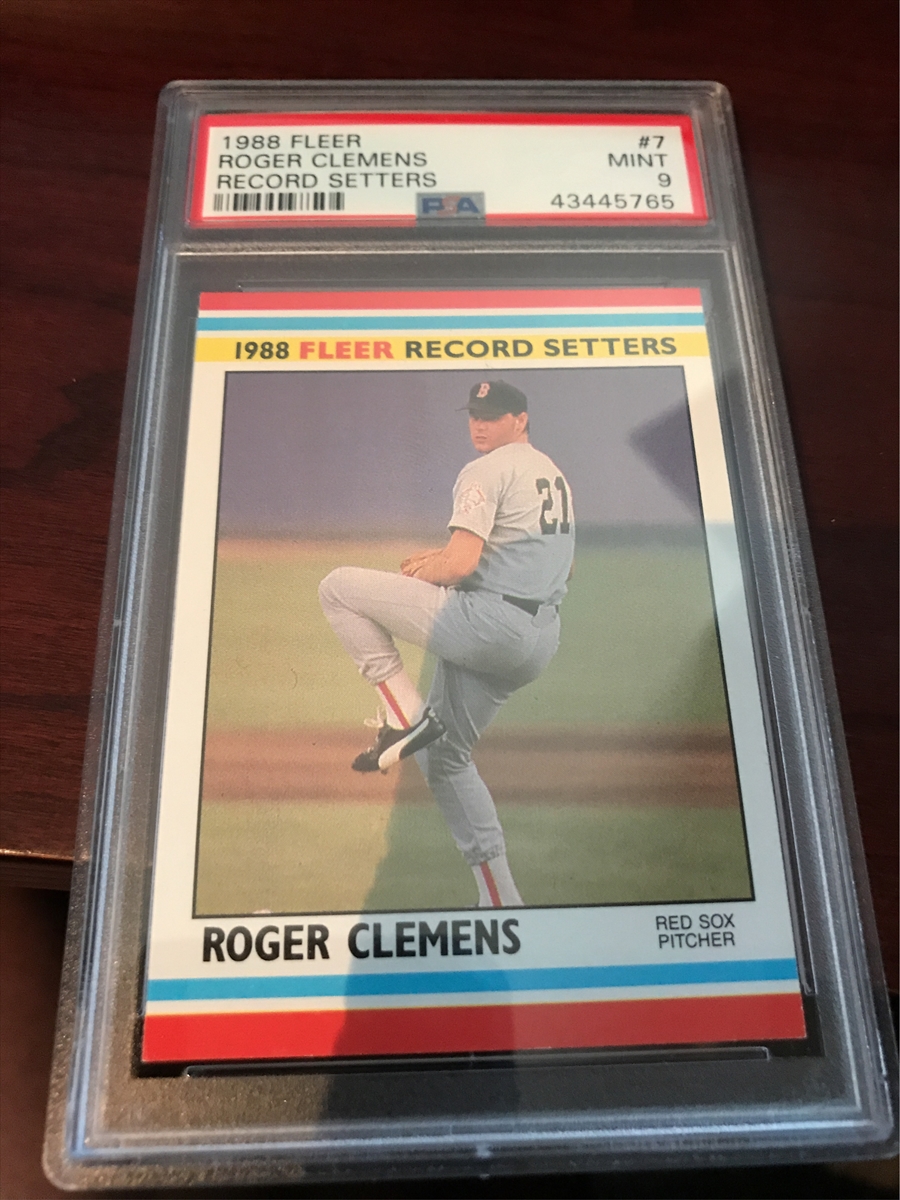 1988 FLEER #7
ROGER CLEMENS MINT
RECORD SETTERS 9
PSA 43445765
1988 FLEER RECORD SETTERS
B
21
ROGER CLEMENS
RED SOX
PITCHER